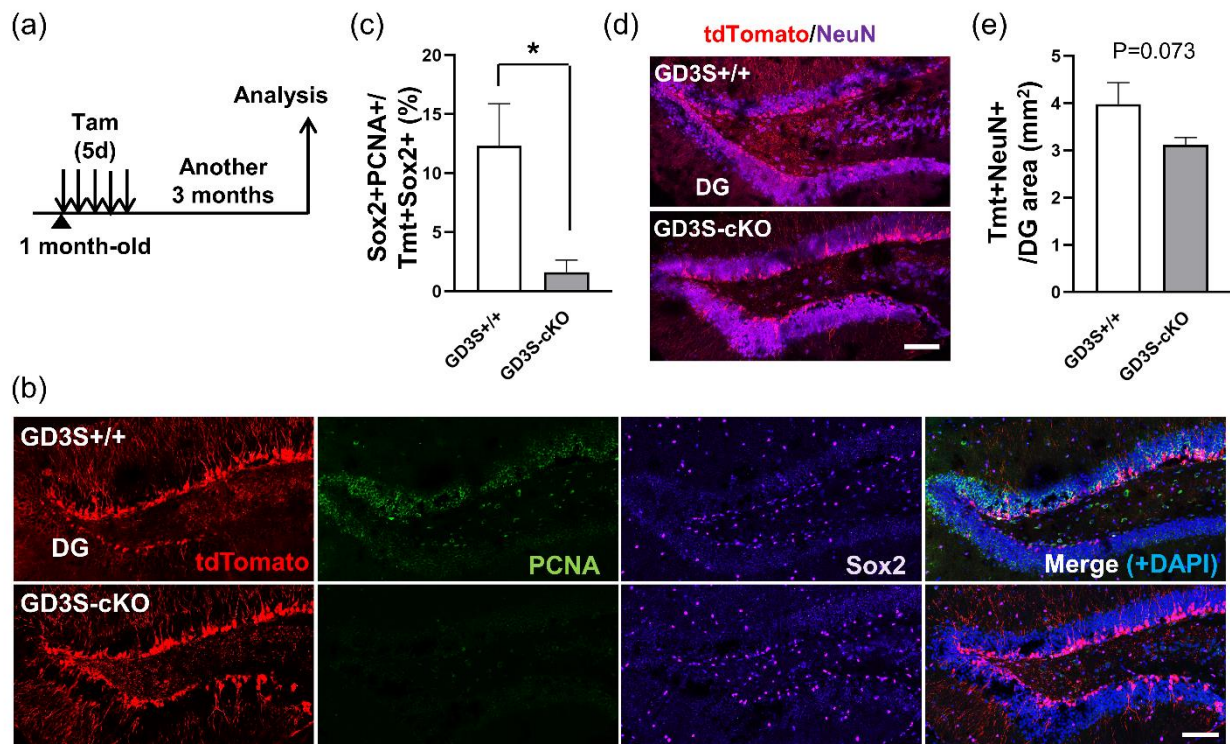 (a)
Tam
(5d)
Analysis
Another
3 months
1 month-old
(c)
Sox2+PCNA+/
Tmt+Sox2+ (%)
20
15
10
5
0
*
GD3S+/+
GD3S-cKO
(d)
tdTomato/NeuN
GD3S+/+
DG
GD3S-cKO
(e)
Tmt+NeuN+
/DG area (mm²)
P=0.073
5
4
3
2
1
0
GD3S+/+
GD3S-cKO
(b)
GD3S+/+
DG
tdTomato
PCNA
Sox2
Merge (+DAPI)
GD3S-cKO